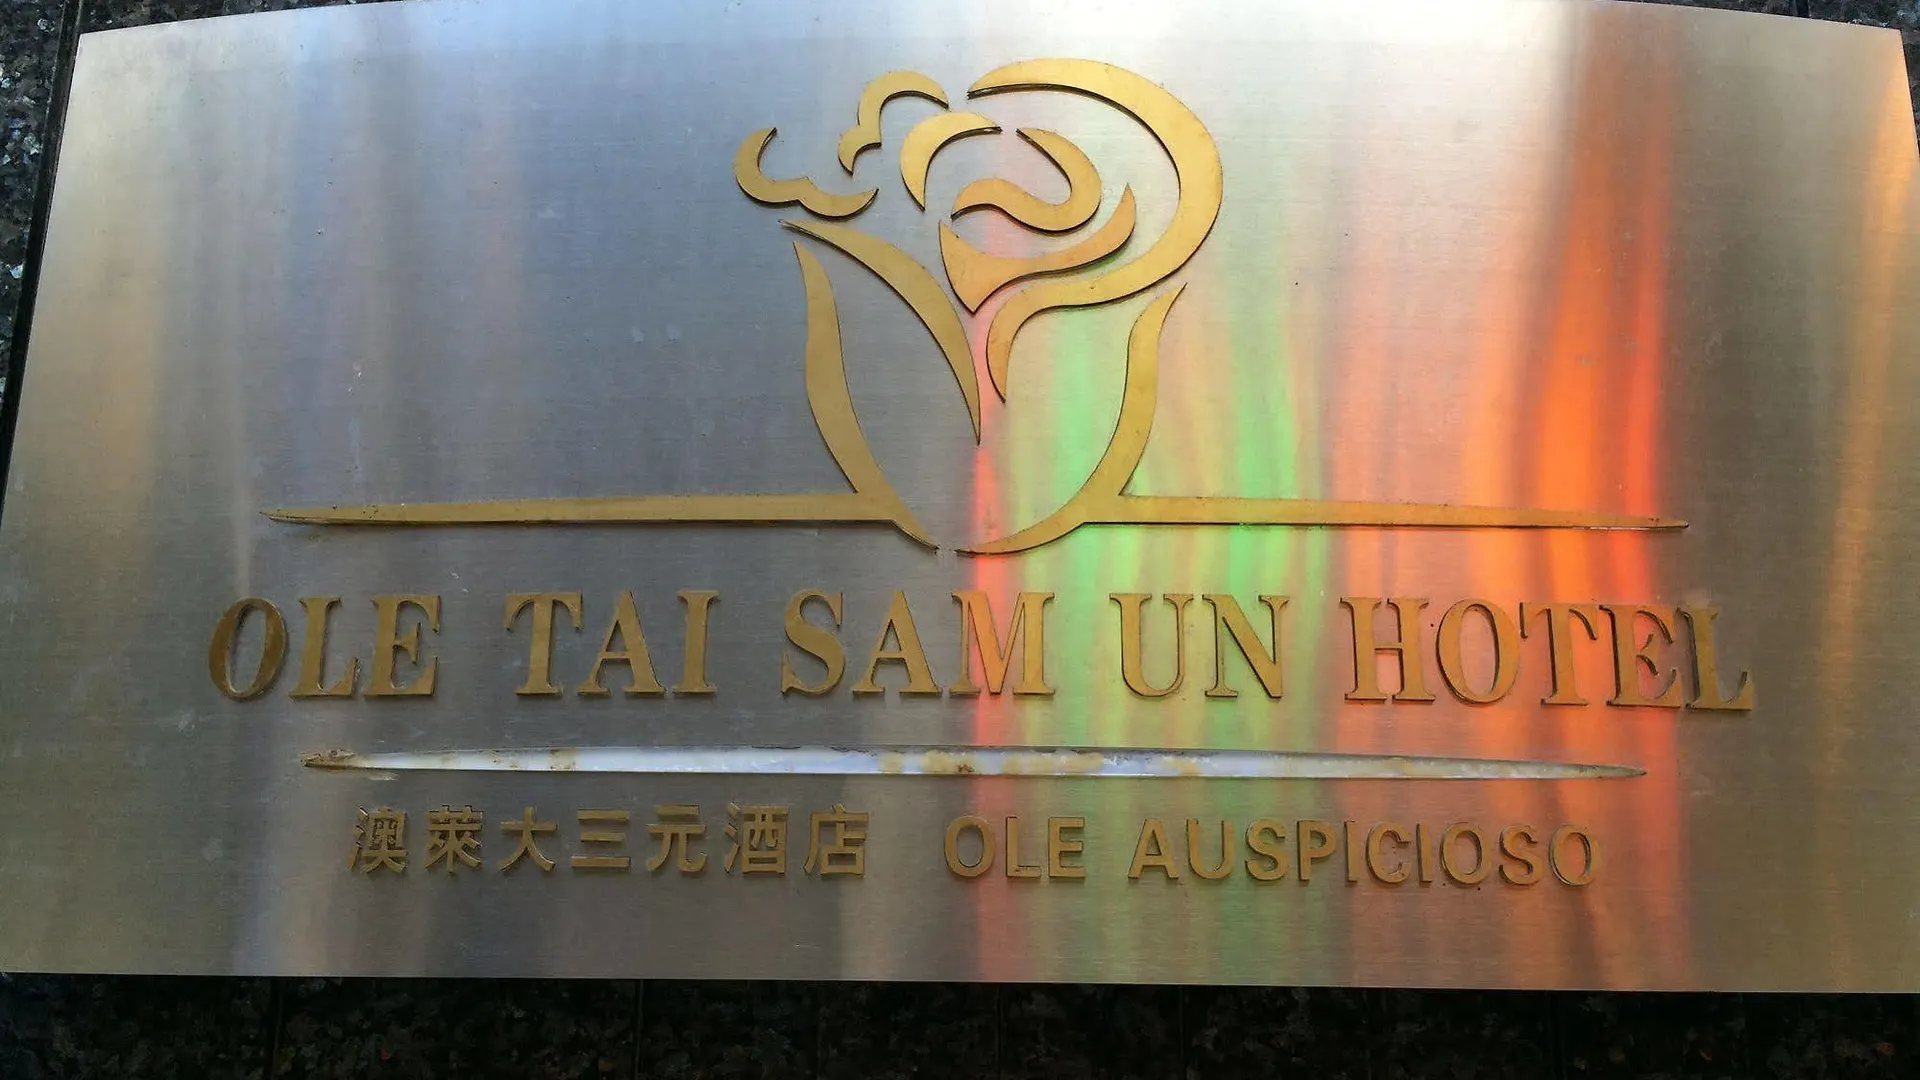 OLE TAI SAM UN HOTEL
澳萊大三元酒店 OLE AUSPICIOSO